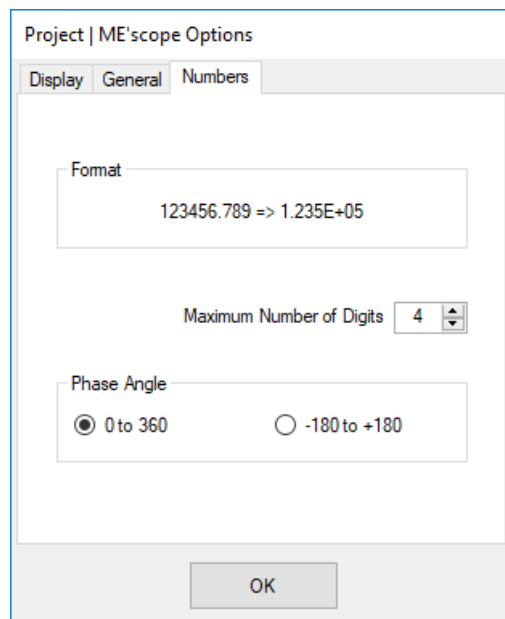 Project | ME'scope Options
Display General Numbers
Format
123456.789 => 1.235E+05
Maximum Number of Digits 4
Phase Angle
0 to 360 -180 to +180
OK